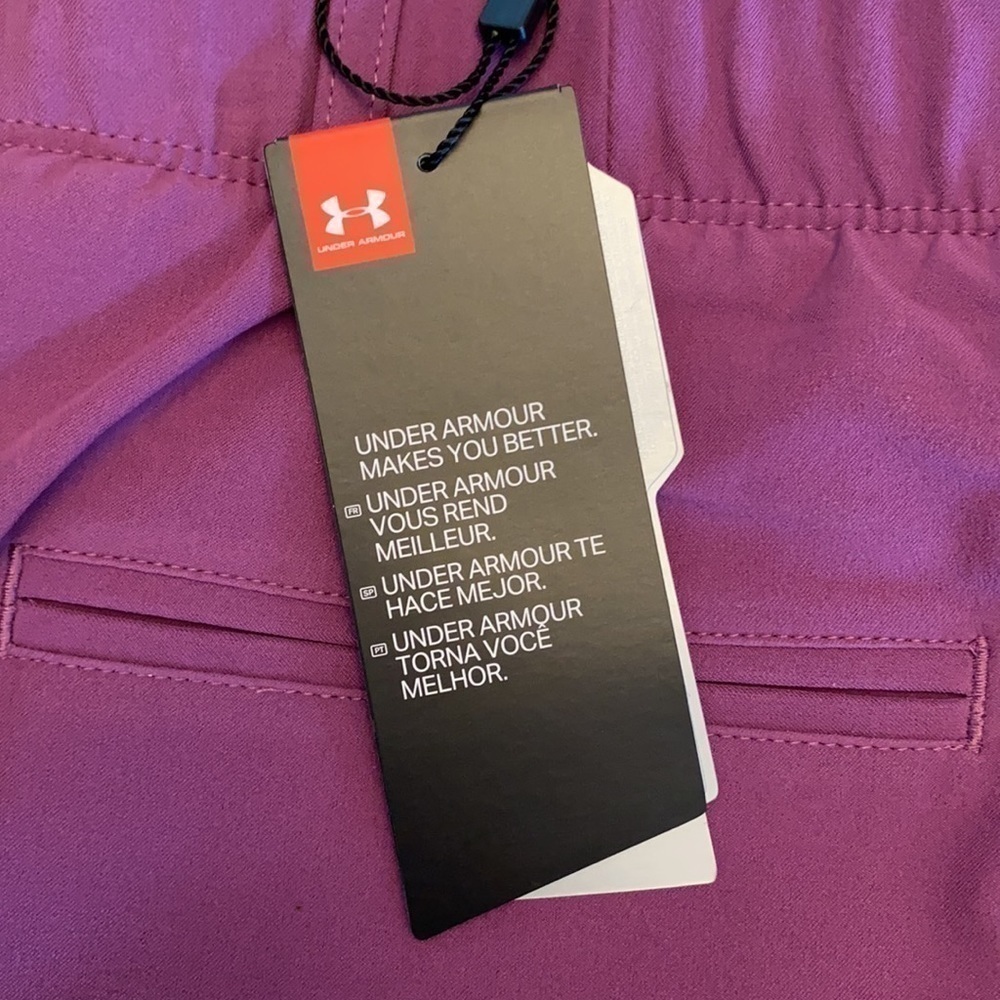 UNDER ARMOUR
UNDER ARMOUR
MAKES YOU BETTER.
FR UNDER ARMOUR
VOUS REND
MEILLEUR.
SP UNDER ARMOUR TE
HACE MEJOR.
PT UNDER ARMOUR
TORNA VOCÊ
MELHOR.